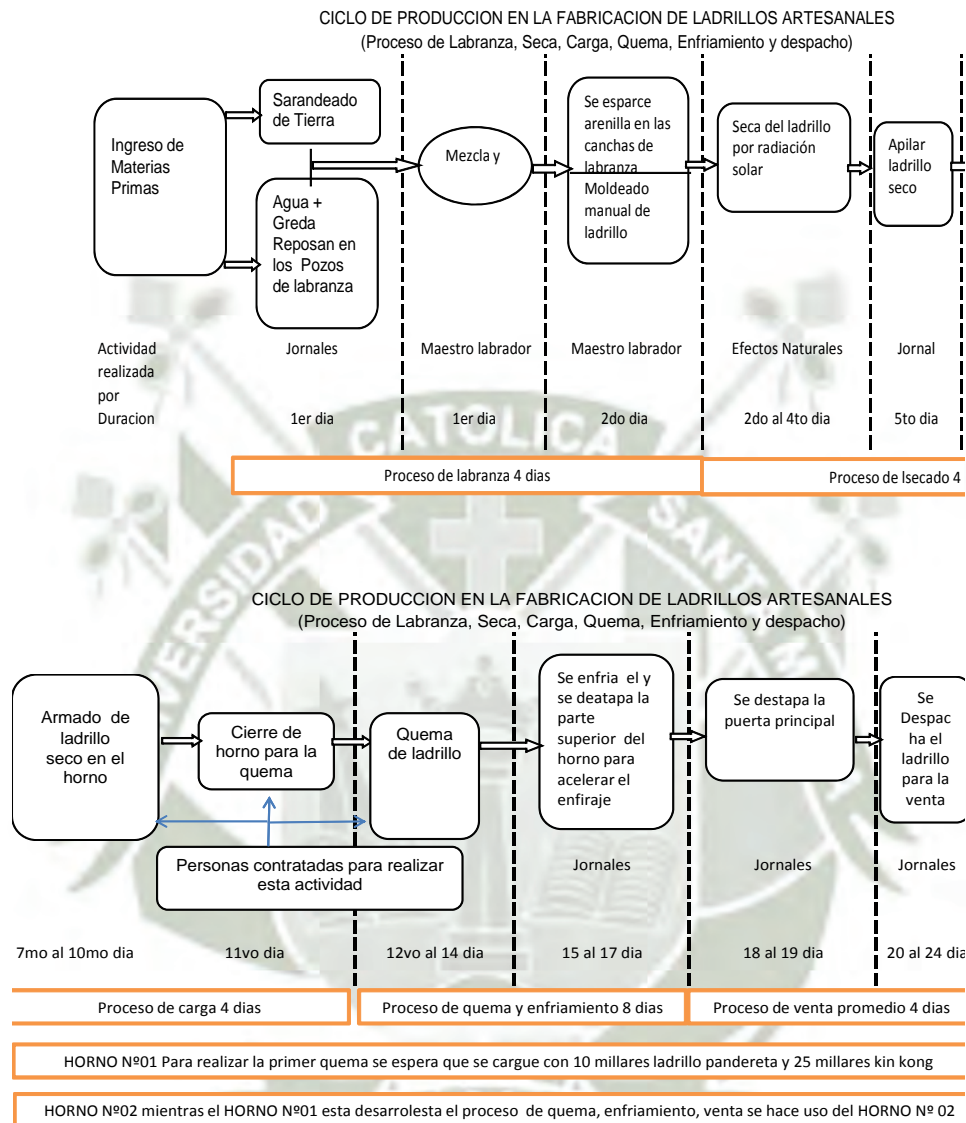 CICLO DE PRODUCCION EN LA FABRICACION DE LADRILLOS ARTESANALES
(Proceso de Labranza, Seca, Carga, Quema, Enfriamiento y despacho)
Ingreso de
Materias
Primas
Sarandeado
de Tierra
Agua +
Greda
Reposan en
los Pozos
de labranza
Mezcla y
Se esparce
arenilla en las
canchas de
labranza
Moldeado
manual de
ladrillo
Seca del ladrillo
por radiación
solar
Apilar
ladrillo
seco
Actividad
realizada
por
Jornales
Maestro labrador
Maestro labrador
Efectos Naturales
Jornal
Duracion
1er dia
1er dia
2do dia
2do al 4to dia
5to dia
Proceso de labranza 4 dias
Proceso de lsecado 4
UNIVERSIDAD CATOLICA SANTA MA
CICLO DE PRODUCCION EN LA FABRICACION DE LADRILLOS ARTESANALES
(Proceso de Labranza, Seca, Carga, Quema, Enfriamiento y despacho)
Armado de
ladrillo
seco en el
horno
Cierre de
horno para la
quema
Quema
de ladrillo
Se enfria el y
se deatapa la
parte
superior del
horno para
acelerar el
enfiraje
Se destapa la
puerta principal
Se
Despac
ha el
ladrillo
para la
venta
Personas contratadas para realizar
esta actividad
Jornales
Jornales
Jornales
7mo al 10mo dia
11vo dia
12vo al 14 dia
15 al 17 dia
18 al 19 dia
20 al 24 dia
Proceso de carga 4 dias
Proceso de quema y enfriamiento 8 dias
Proceso de venta promedio 4 dias
HORNO Nº01 Para realizar la primer quema se espera que se cargue con 10 millares ladrillo pandereta y 25 millares kin kong
HORNO Nº02 mientras el HORNO Nº01 esta desarrolesta el proceso de quema, enfriamiento, venta se hace uso del HORNO Nº 02